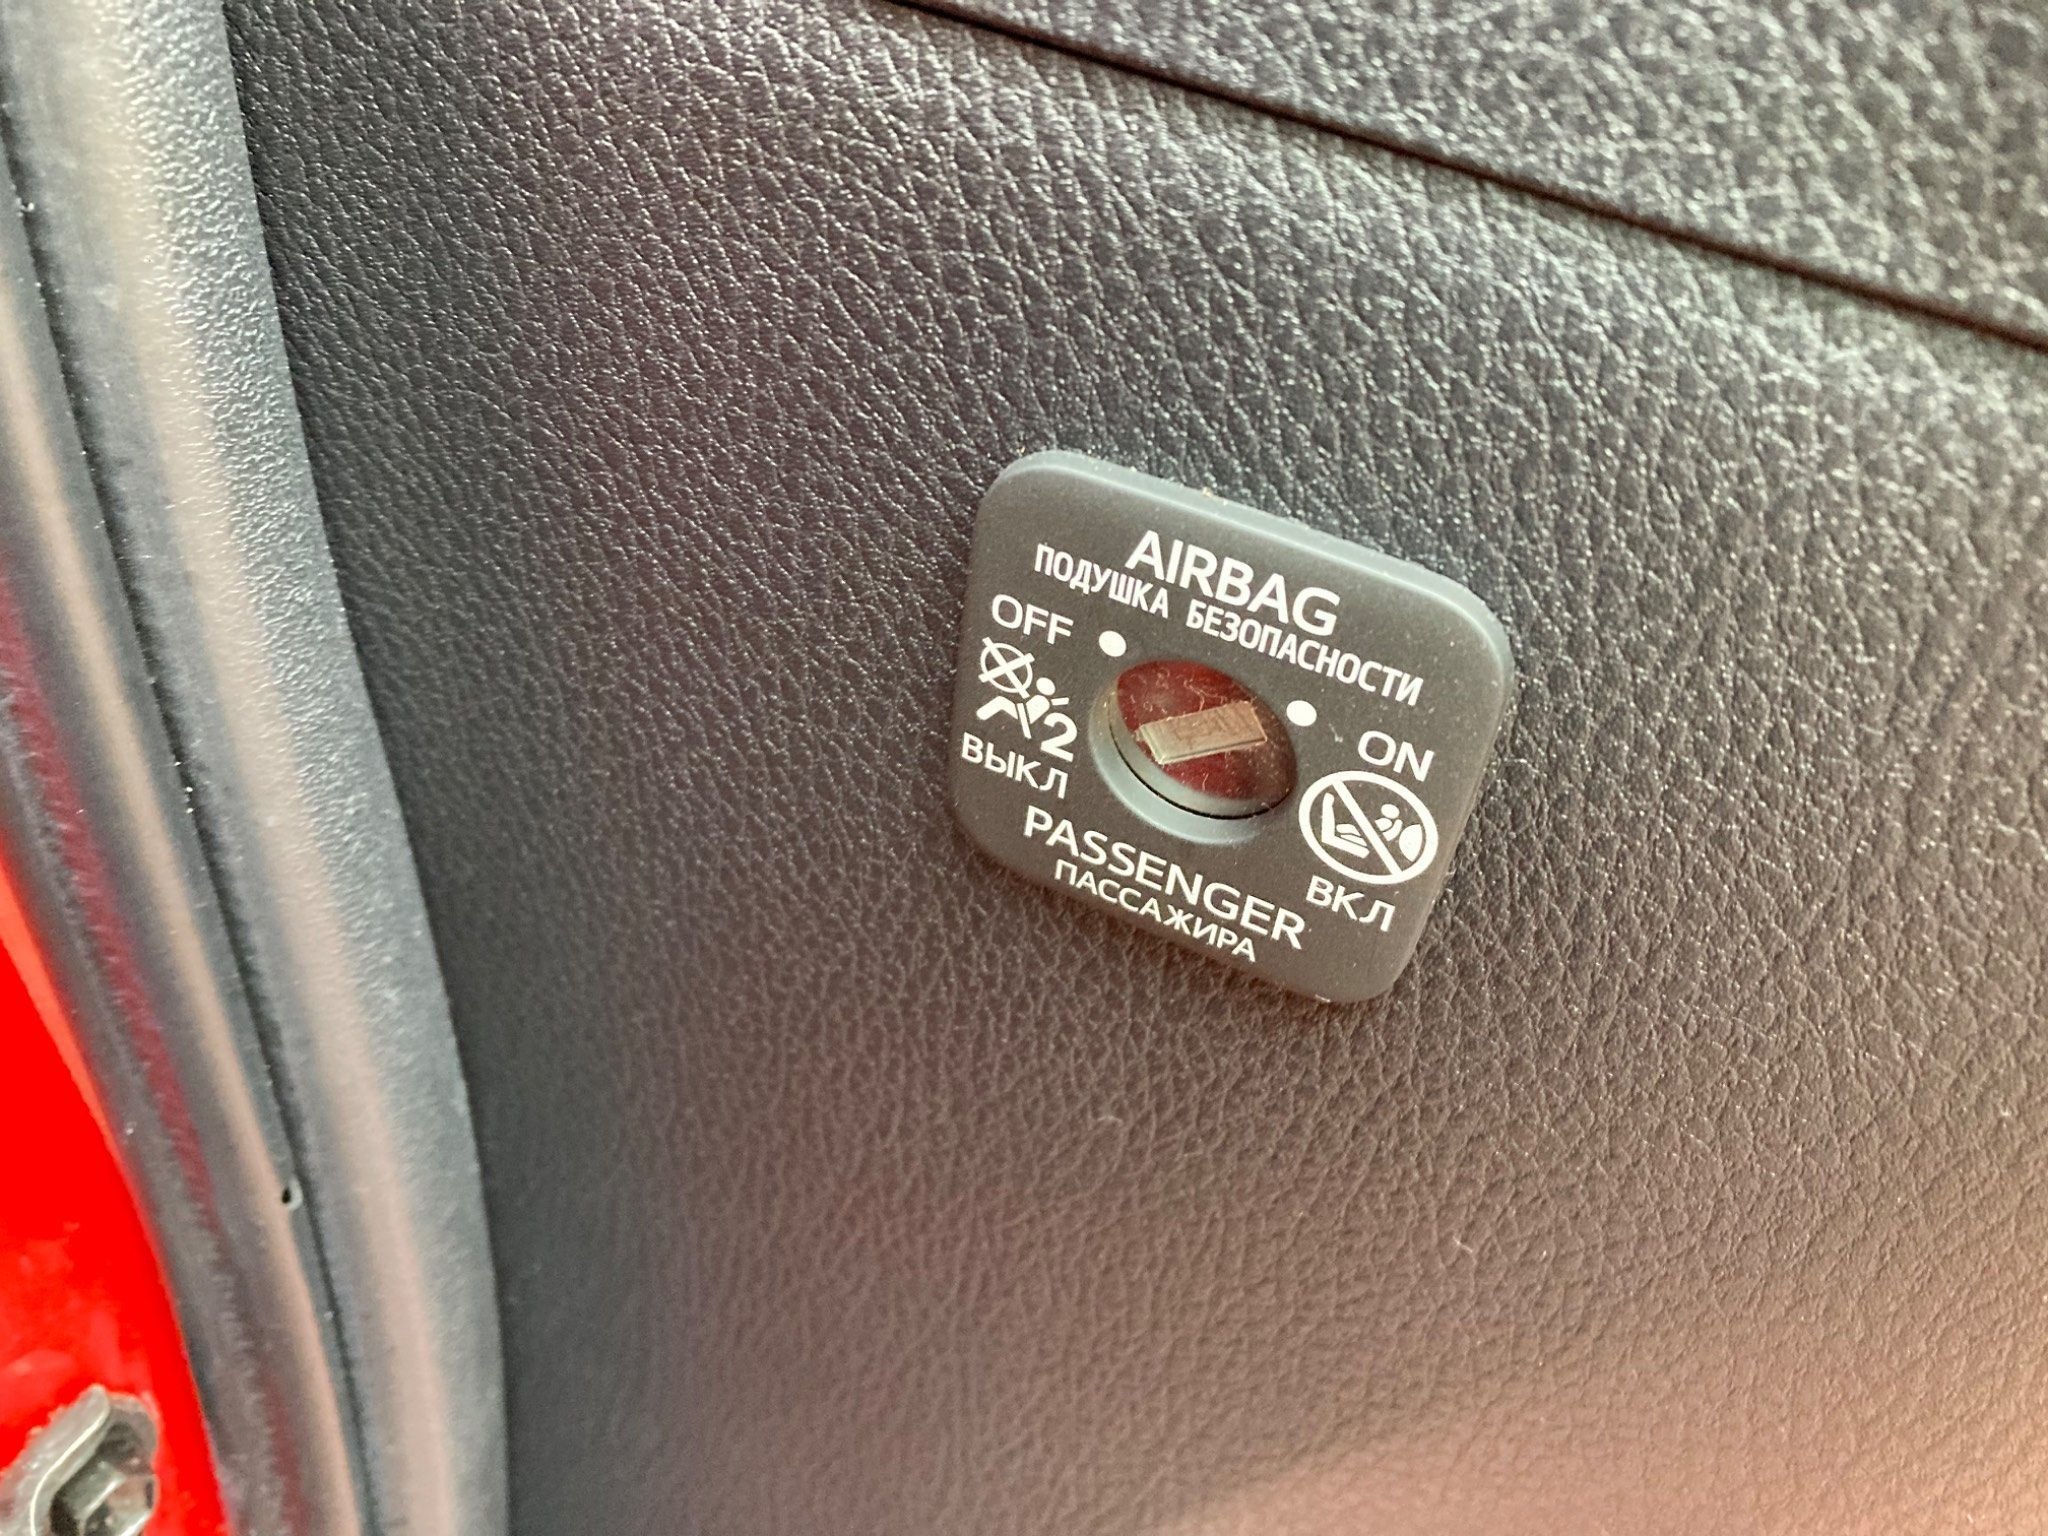 AIRBAG
ПОДУШКА БЕЗОПАСНОСТИ
OFF
2
ВЫКЛ
ON
ВКЛ
PASSENGER
ПАССАЖИРА